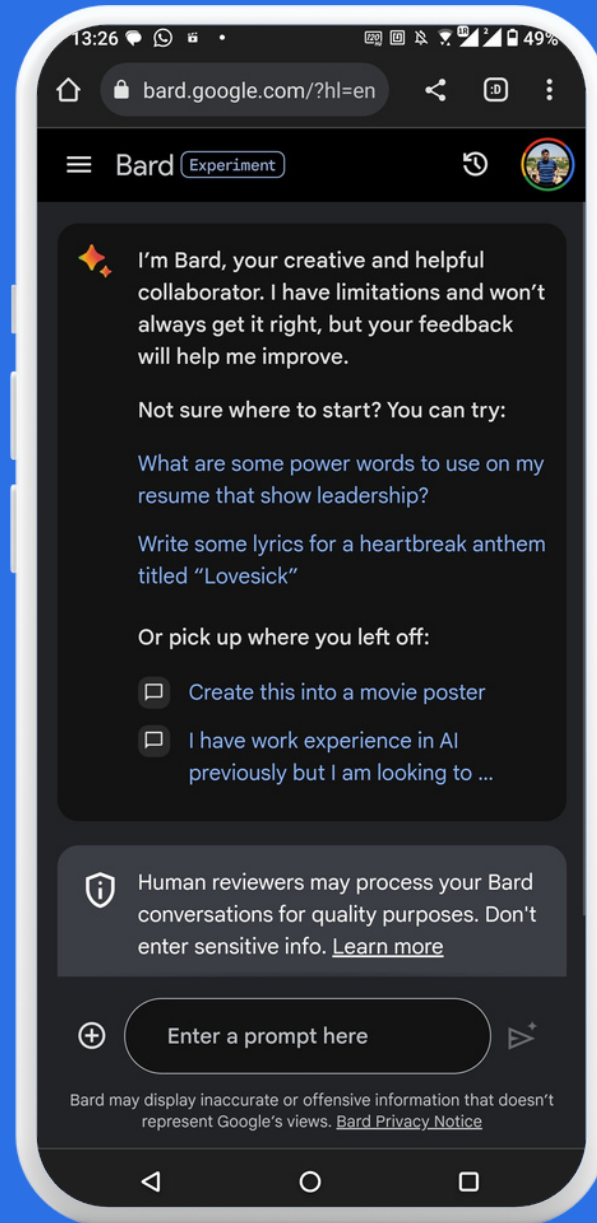 13:26
49%
bard.google.com/?hl=en
:D
Bard Experiment
I'm Bard, your creative and helpful
collaborator. I have limitations and won't
always get it right, but your feedback
will help me improve.
Not sure where to start? You can try:
What are some power words to use on my
resume that show leadership?
Write some lyrics for a heartbreak anthem
titled “Lovesick”
Or pick up where you left off:
Create this into a movie poster
I have work experience in AI
previously but I am looking to ...
Human reviewers may process your Bard
conversations for quality purposes. Don't
enter sensitive info. Learn more
Enter a prompt here
Bard may display inaccurate or offensive information that doesn't
represent Google's views. Bard Privacy Notice